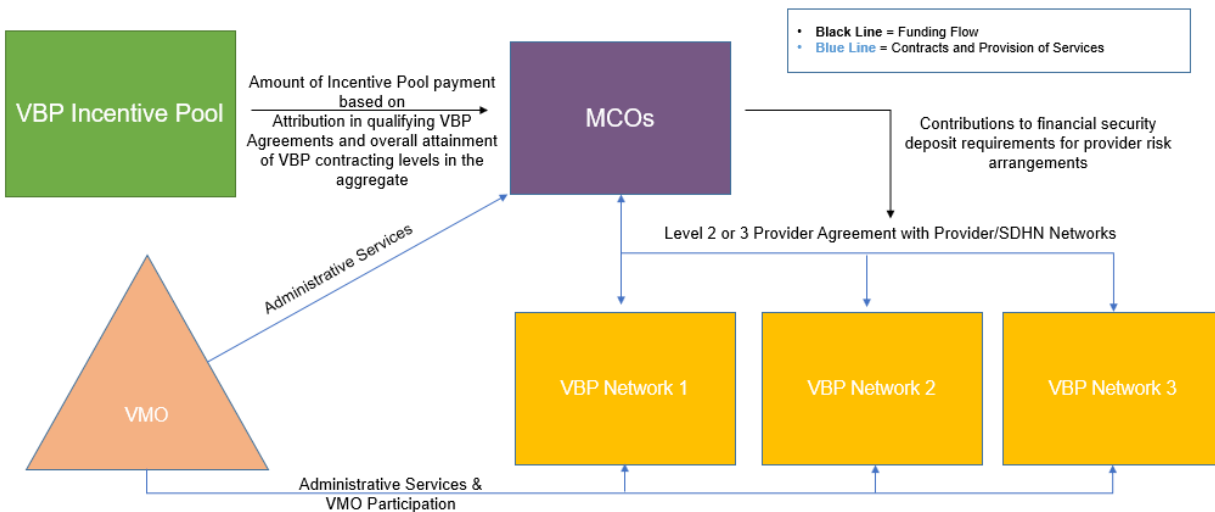 • Black Line = Funding Flow
• Blue Line = Contracts and Provision of Services
VBP Incentive Pool
Amount of Incentive Pool payment
based on
Attribution in qualifying VBP
Agreements and overall attainment
of VBP contracting levels in the
aggregate
MCOs
Contributions to financial security
deposit requirements for provider risk
arrangements
Administrative Services
Level 2 or 3 Provider Agreement with Provider/SDHN Networks
VMO
VBP Network 1
VBP Network 2
VBP Network 3
Administrative Services &
VMO Participation